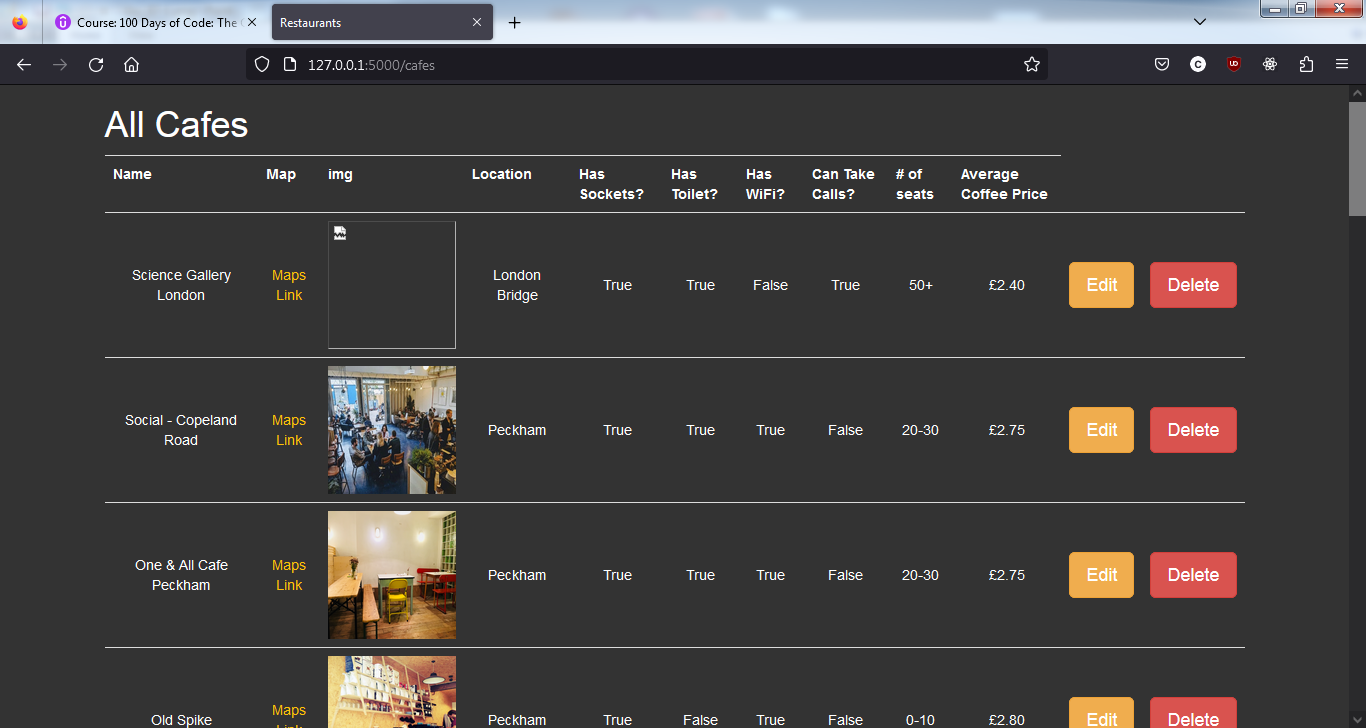 Course: 100 Days of Code: The
Restaurants
127.0.0.1:5000/cafes
All Cafes
Name Map img Location Has Sockets? Has Toilet? Has WiFi? Can Take Calls? # of seats Average Coffee Price
Science Gallery London Maps Link London Bridge True True False True 50+ £2.40 Edit Delete
Social - Copeland Road Maps Link Peckham True True True False 20-30 £2.75 Edit Delete
One & All Cafe Peckham Maps Link Peckham True True True False 20-30 £2.75 Edit Delete
Old Spike Maps Link Peckham True False True False 0-10 £2.80 Edit Delete